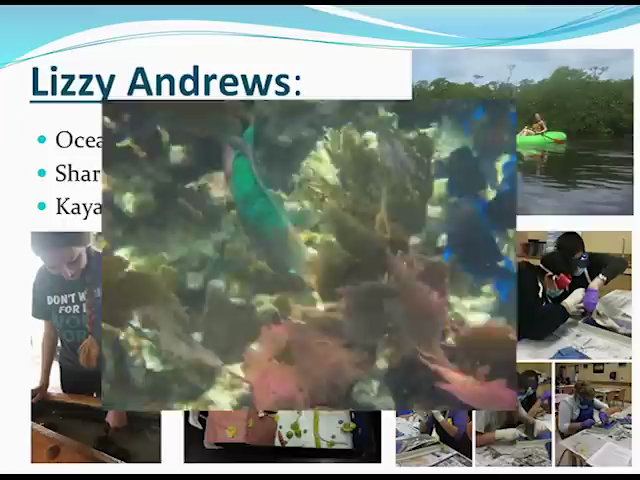 Lizzy Andrews:
• Ocea
• Shar
• Kaya
DON'T W
FOR